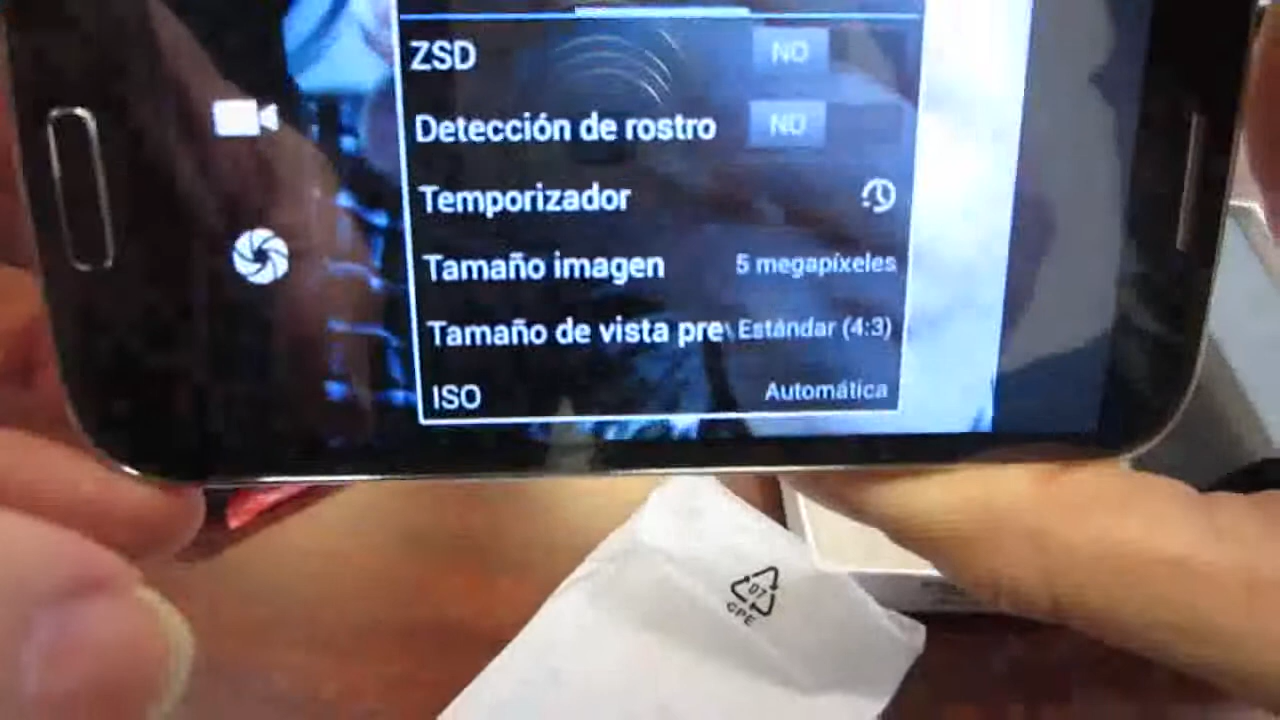 ZSD NO
Detección de rostro NO
Temporizador
Tamaño imagen 5 megapíxeles
Tamaño de vista pre Estándar (4:3)
ISO Automática
07
CPE